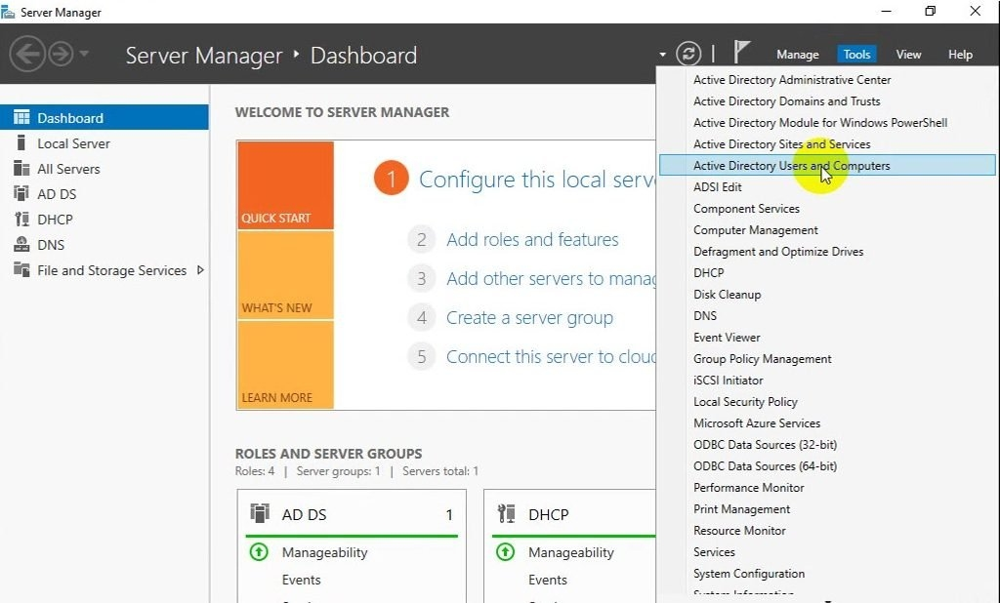 Server Manager
Server Manager ‣ Dashboard
Manage Tools View Help
Dashboard
Local Server
All Servers
AD DS
DHCP
DNS
File and Storage Services
WELCOME TO SERVER MANAGER
QUICK START
WHAT'S NEW
LEARN MORE
1 Configure this local serv
2 Add roles and features
3 Add other servers to manag
4 Create a server group
5 Connect this server to clou
ROLES AND SERVER GROUPS
Roles: 4 | Server groups: 1 | Servers total: 1
AD DS 1
Manageability
Events
DHCP
Manageability
Events
Active Directory Administrative Center
Active Directory Domains and Trusts
Active Directory Module for Windows PowerShell
Active Directory Sites and Services
Active Directory Users and Computers
ADSI Edit
Component Services
Computer Management
Defragment and Optimize Drives
DHCP
Disk Cleanup
DNS
Event Viewer
Group Policy Management
iSCSI Initiator
Local Security Policy
Microsoft Azure Services
ODBC Data Sources (32-bit)
ODBC Data Sources (64-bit)
Performance Monitor
Print Management
Resource Monitor
Services
System Configuration
System Information